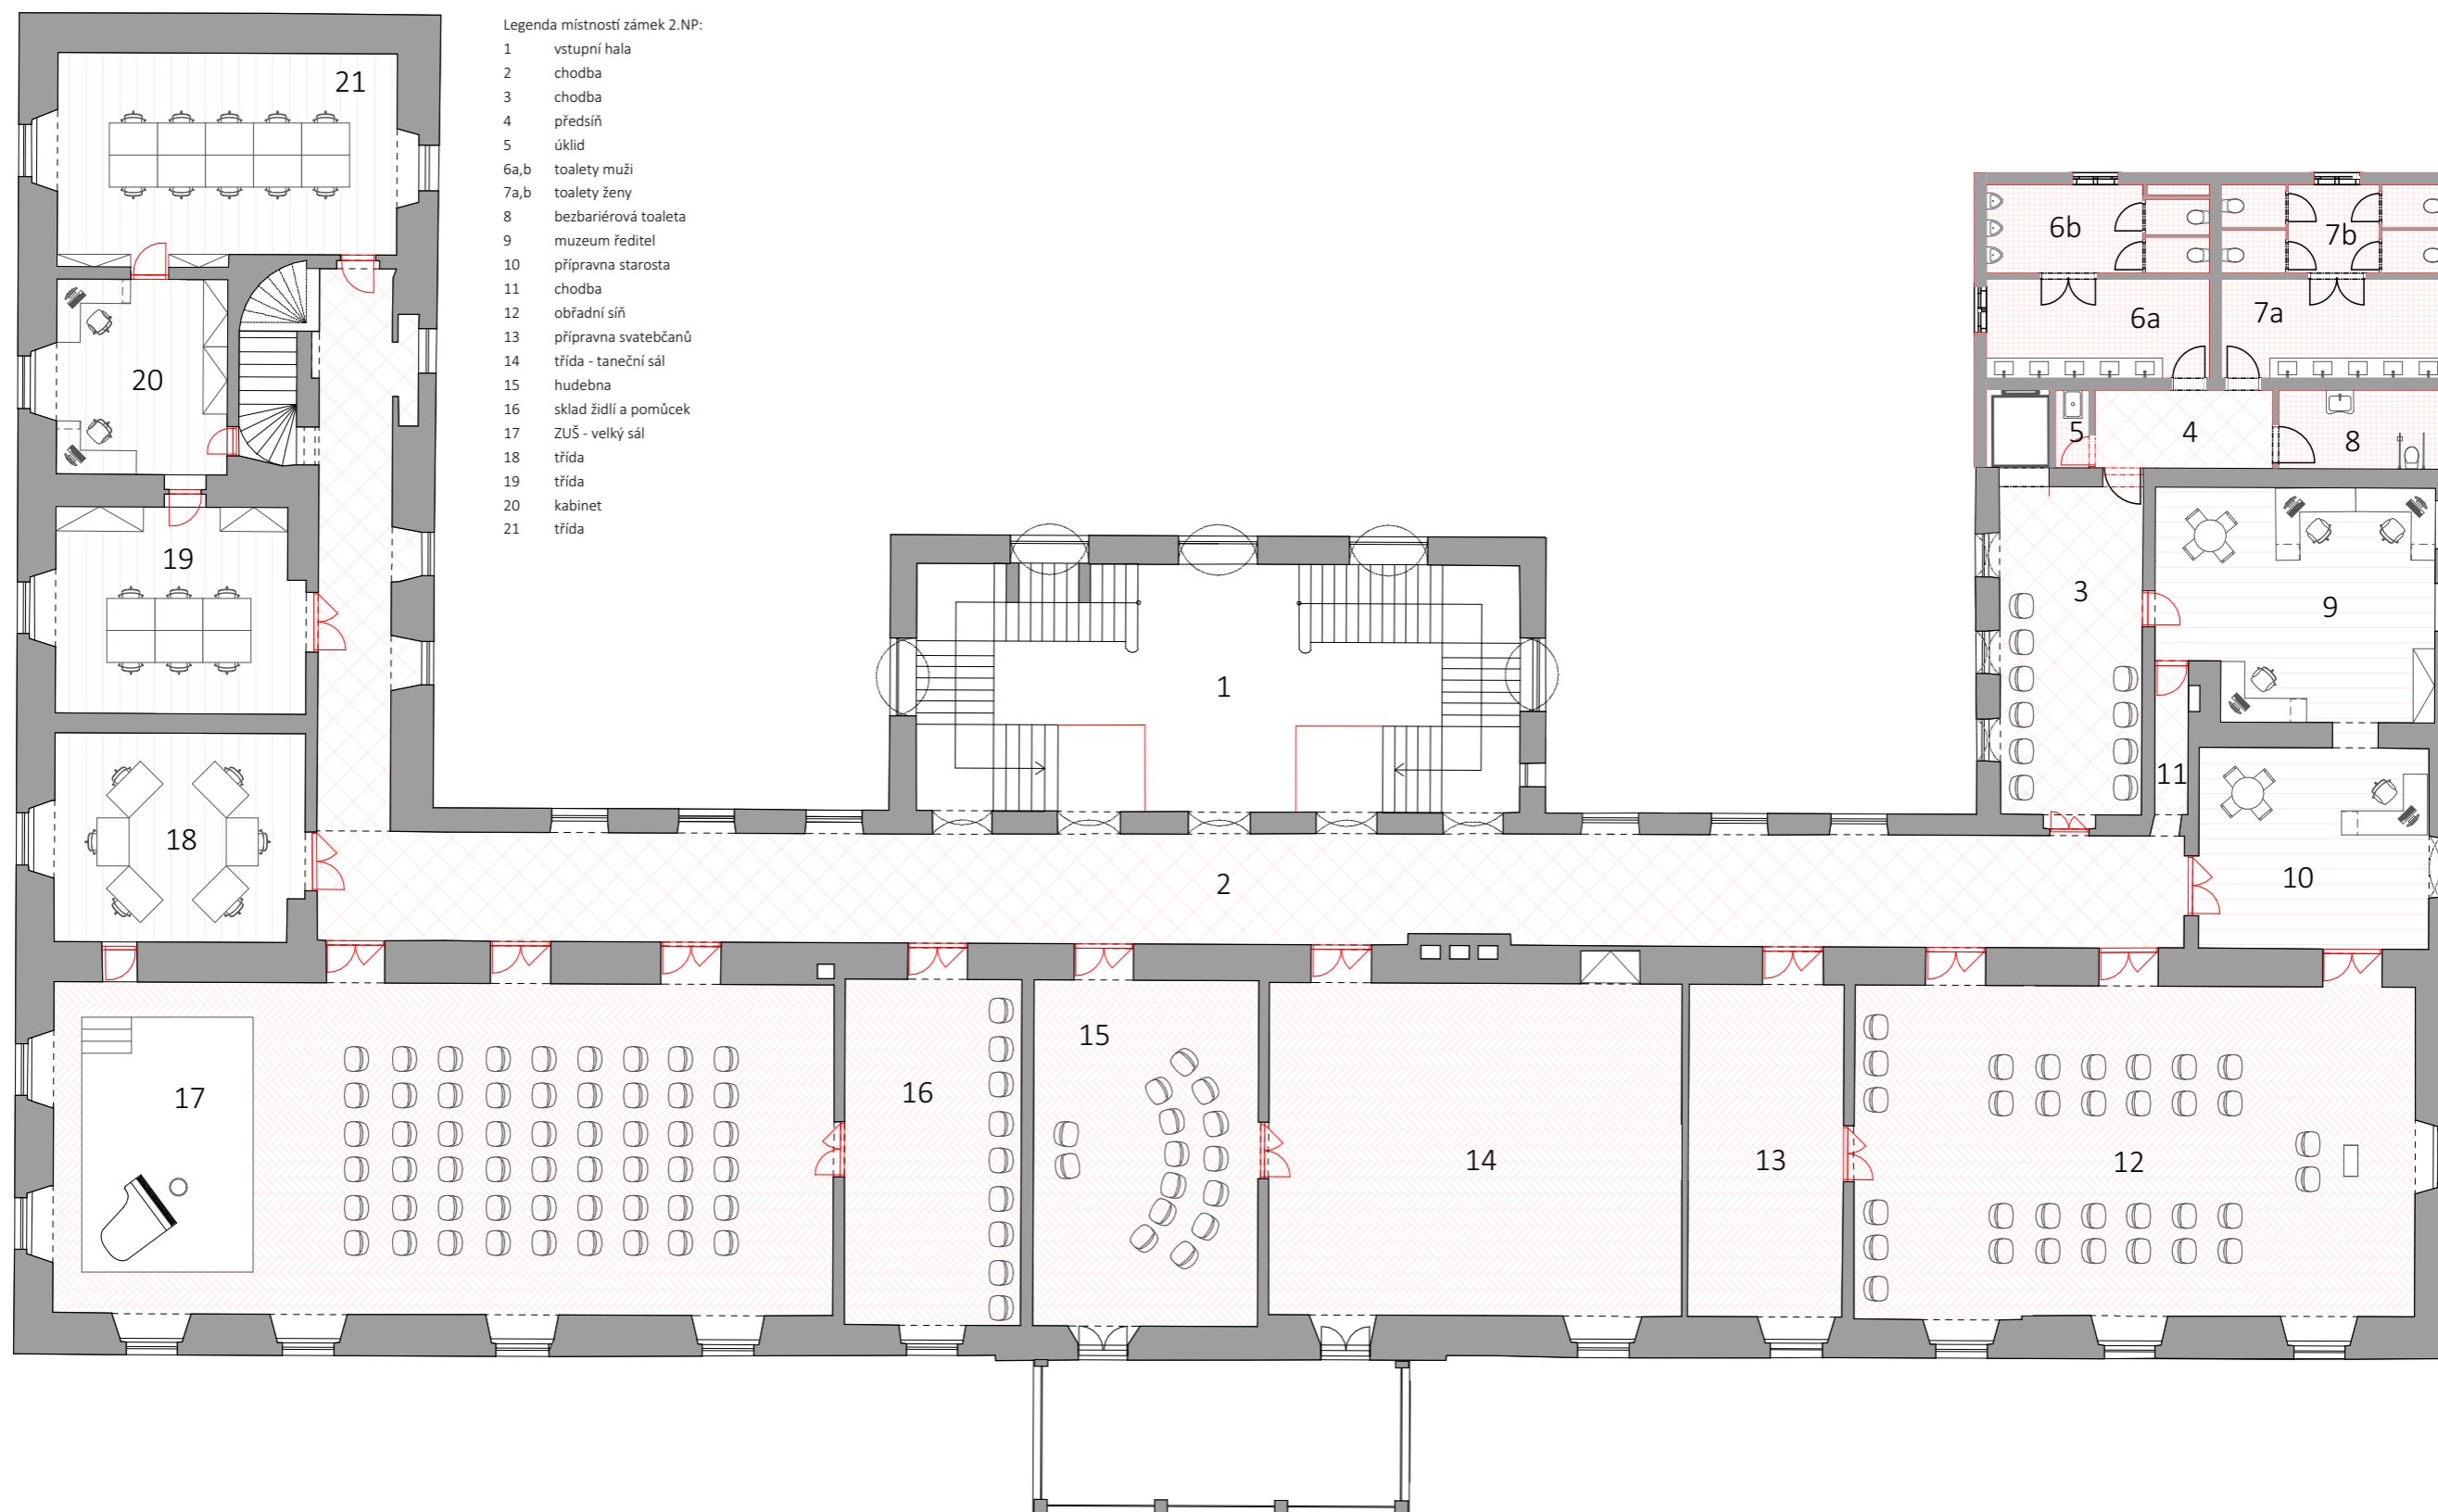 Legenda místností zámek 2.NP:
1 vstupní hala
2 chodba
3 chodba
4 předsíň
5 úklid
6a,b toalety muži
7a,b toalety ženy
8 bezbariérová toaleta
9 muzeum ředitel
10 přípravna starosta
11 chodba
12 obřadní síň
13 přípravna svatebčanů
14 třída - taneční sál
15 hudebna
16 sklad židlí a pomůcek
17 ZUŠ - velký sál
18 třída
19 třída
20 kabinet
21 třída
21
6b
7b
6a
7a
20
5
4
8
19
3
9
1
11
18
2
10
15
17
16
14
13
12